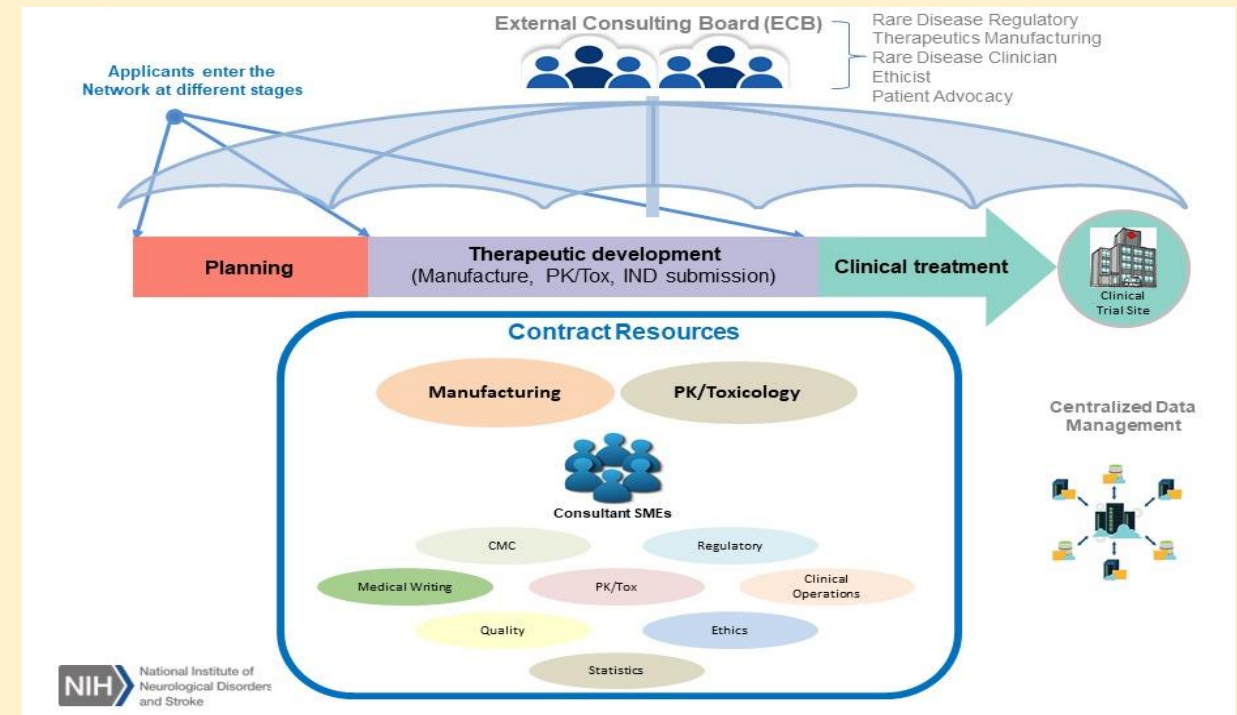 External Consulting Board (ECB)
Rare Disease Regulatory
Therapeutics Manufacturing
Rare Disease Clinician
Ethicist
Patient Advocacy
Applicants enter the
Network at different stages
Planning
Therapeutic development
(Manufacture, PK/Tox, IND submission)
Clinical treatment
Clinical
Trial Site
Contract Resources
Manufacturing
PK/Toxicology
Consultant SMEs
CMC
Regulatory
Medical Writing
PK/Tox
Clinical
Operations
Quality
Ethics
Statistics
Centralized Data
Management
NIH
National Institute of
Neurological Disorders
and Stroke